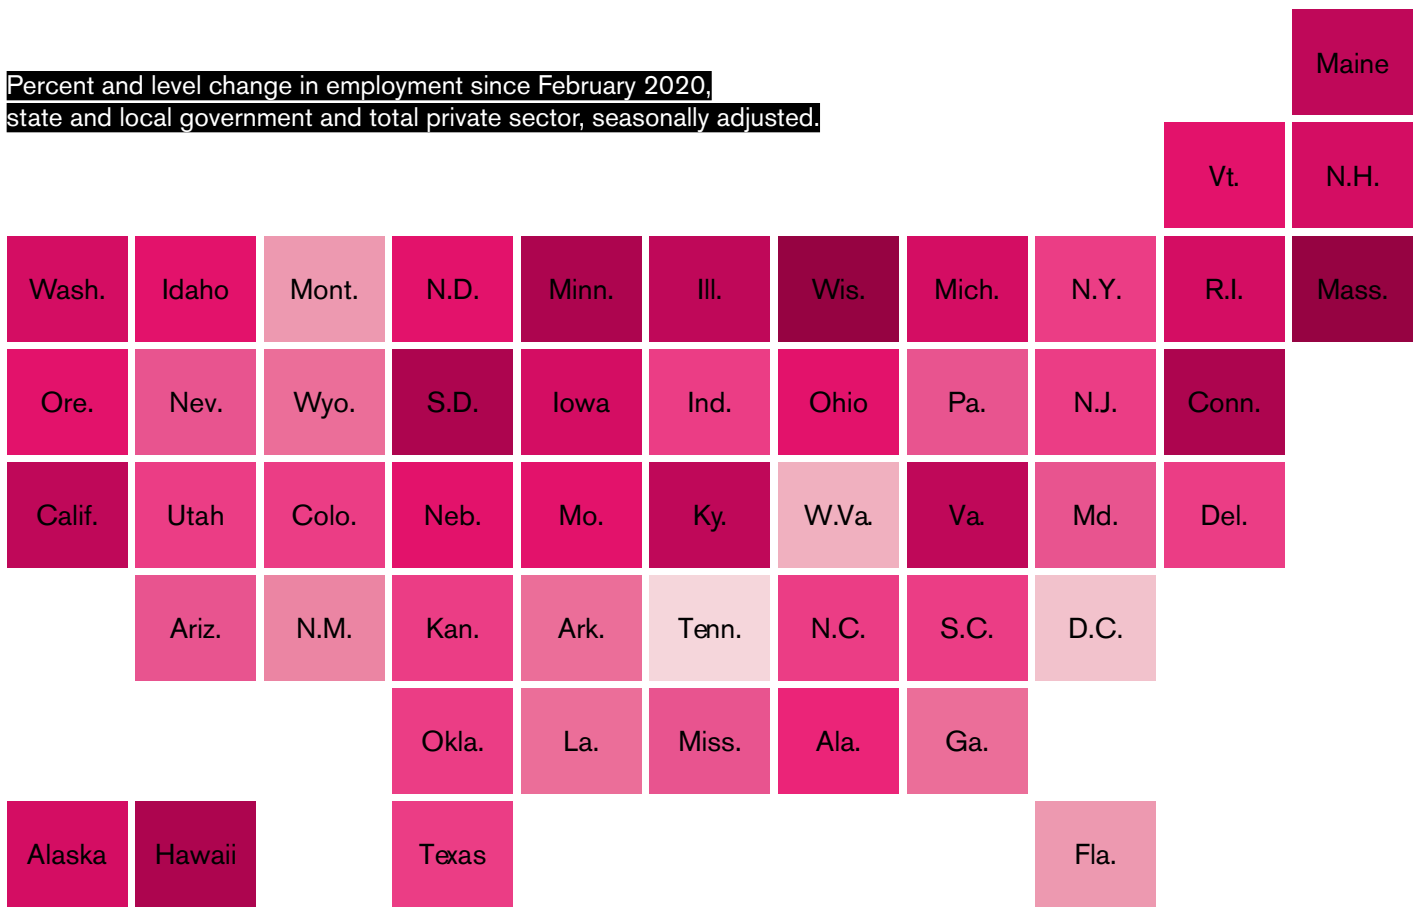 Maine
Percent and level change in employment since February 2020,
state and local government and total private sector, seasonally adjusted.
Vt. N.H.
Wash. Idaho Mont. N.D. Minn. Ill. Wis. Mich. N.Y. R.I. Mass.
Ore. Nev. Wyo. S.D. Iowa Ind. Ohio Pa. N.J. Conn.
Calif. Utah Colo. Neb. Mo. Ky. W.Va. Va. Md. Del.
Ariz. N.M. Kan. Ark. Tenn. N.C. S.C. D.C.
Okla. La. Miss. Ala. Ga.
Alaska Hawaii Texas Fla.